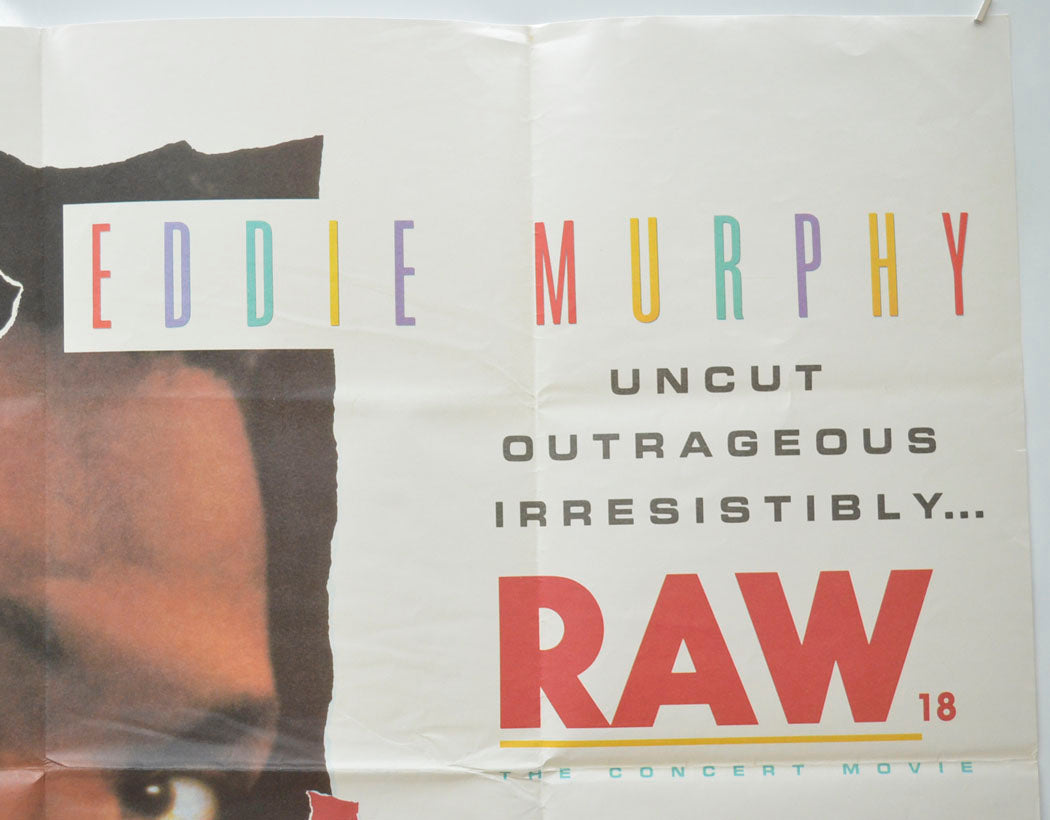 EDDIE MURPHY
UNCUT
OUTRAGEOUS
IRRESISTIBLY...
RAW 18
THE CONCERT MOVIE